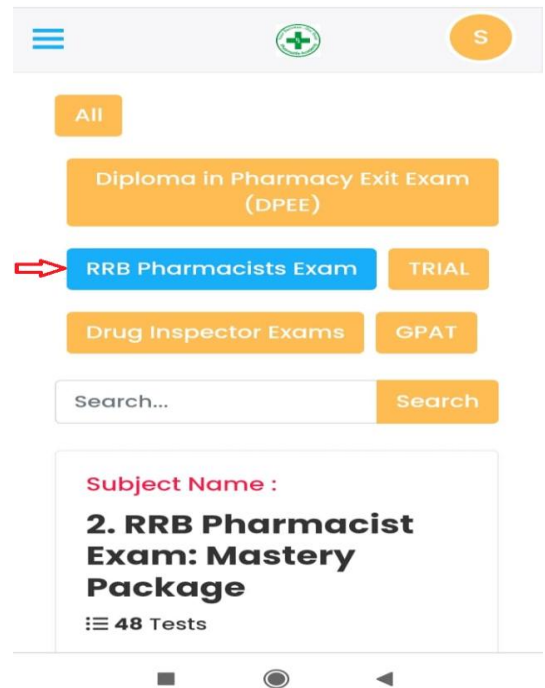 S
All
Diploma in Pharmacy Exit Exam
(DPEE)
RRB Pharmacists Exam
TRIAL
Drug Inspector Exams
GPAT
Search...
Search
Subject Name :
2. RRB Pharmacist
Exam: Mastery
Package
48 Tests